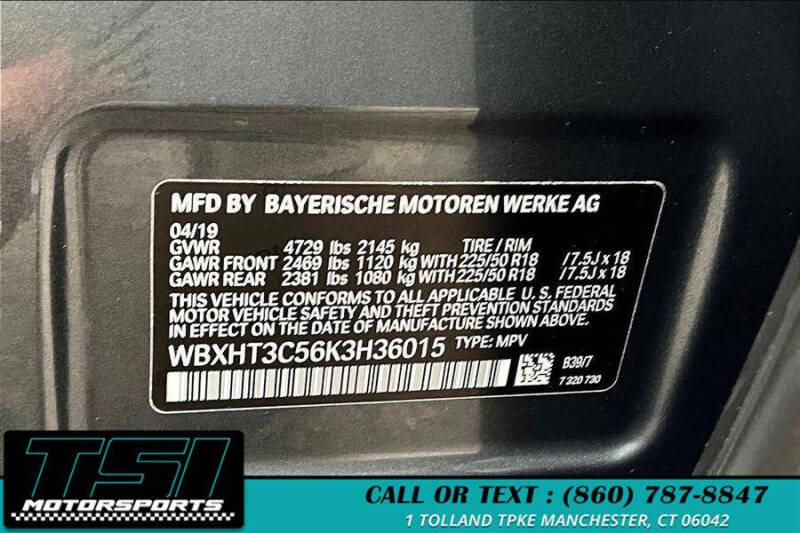 MFD BY BAYERISCHE MOTOREN WERKE AG
04/19
GVWR 4729 lbs 2145 kg TIRE / RIM
GAWR FRONT 2469 lbs 1120 kg WITH 225/50 R18 /7.5J x 18
GAWR REAR 2381 lbs 1080 kg WITH 225/50 R18 /7.5J x 18
THIS VEHICLE CONFORMS TO ALL APPLICABLE U. S. FEDERAL
MOTOR VEHICLE SAFETY AND THEFT PREVENTION STANDARDS
IN EFFECT ON THE DATE OF MANUFACTURE SHOWN ABOVE.
WBXHT3C56K3H36015 TYPE: MPV
B39/7
7 320 730
TSI
MOTORSPORTS
CALL OR TEXT : (860) 787-8847
1 TOLLAND TPKE MANCHESTER, CT 06042